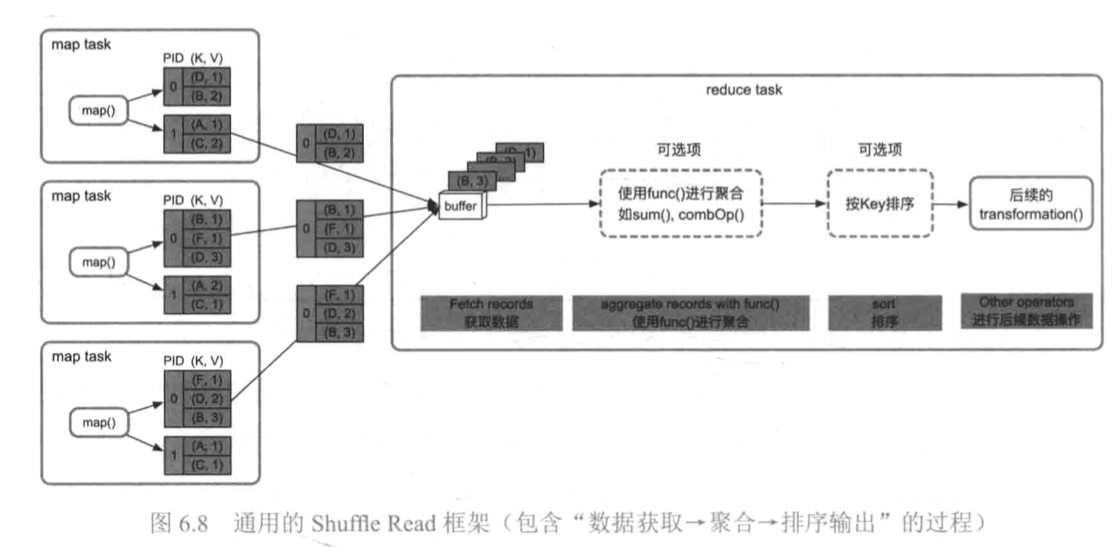 map task
PID (K, V)
map()
0
(D, 1)
(B, 2)
1
(A, 1)
(C, 2)
map task
PID (K, V)
map()
0
(B, 1)
(F, 1)
(D, 3)
1
(A, 2)
(C, 1)
map task
PID (K, V)
map()
0
(F, 1)
(D, 2)
(B, 3)
1
(A, 1)
(C, 1)
0
(D, 1)
(B, 2)
0
(B, 1)
(F, 1)
(D, 3)
0
(F, 1)
(D, 2)
(B, 3)
reduce task
(B, 3)
buffer
可选项
使用func()进行聚合
如sum(), combOp()
可选项
按Key排序
后续的
transformation()
Fetch records
获取数据
aggregate records with func()
使用func()进行聚合
sort
排序
Other operators
进行后续数据操作
图 6.8 通用的 Shuffle Read 框架（包含“数据获取→聚合→排序输出”的过程）